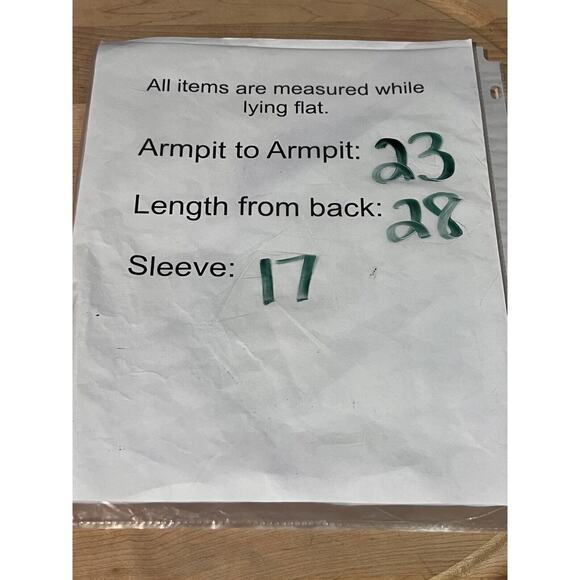 All items are measured while
lying flat.
Armpit to Armpit: 23
Length from back: 28
Sleeve: 17